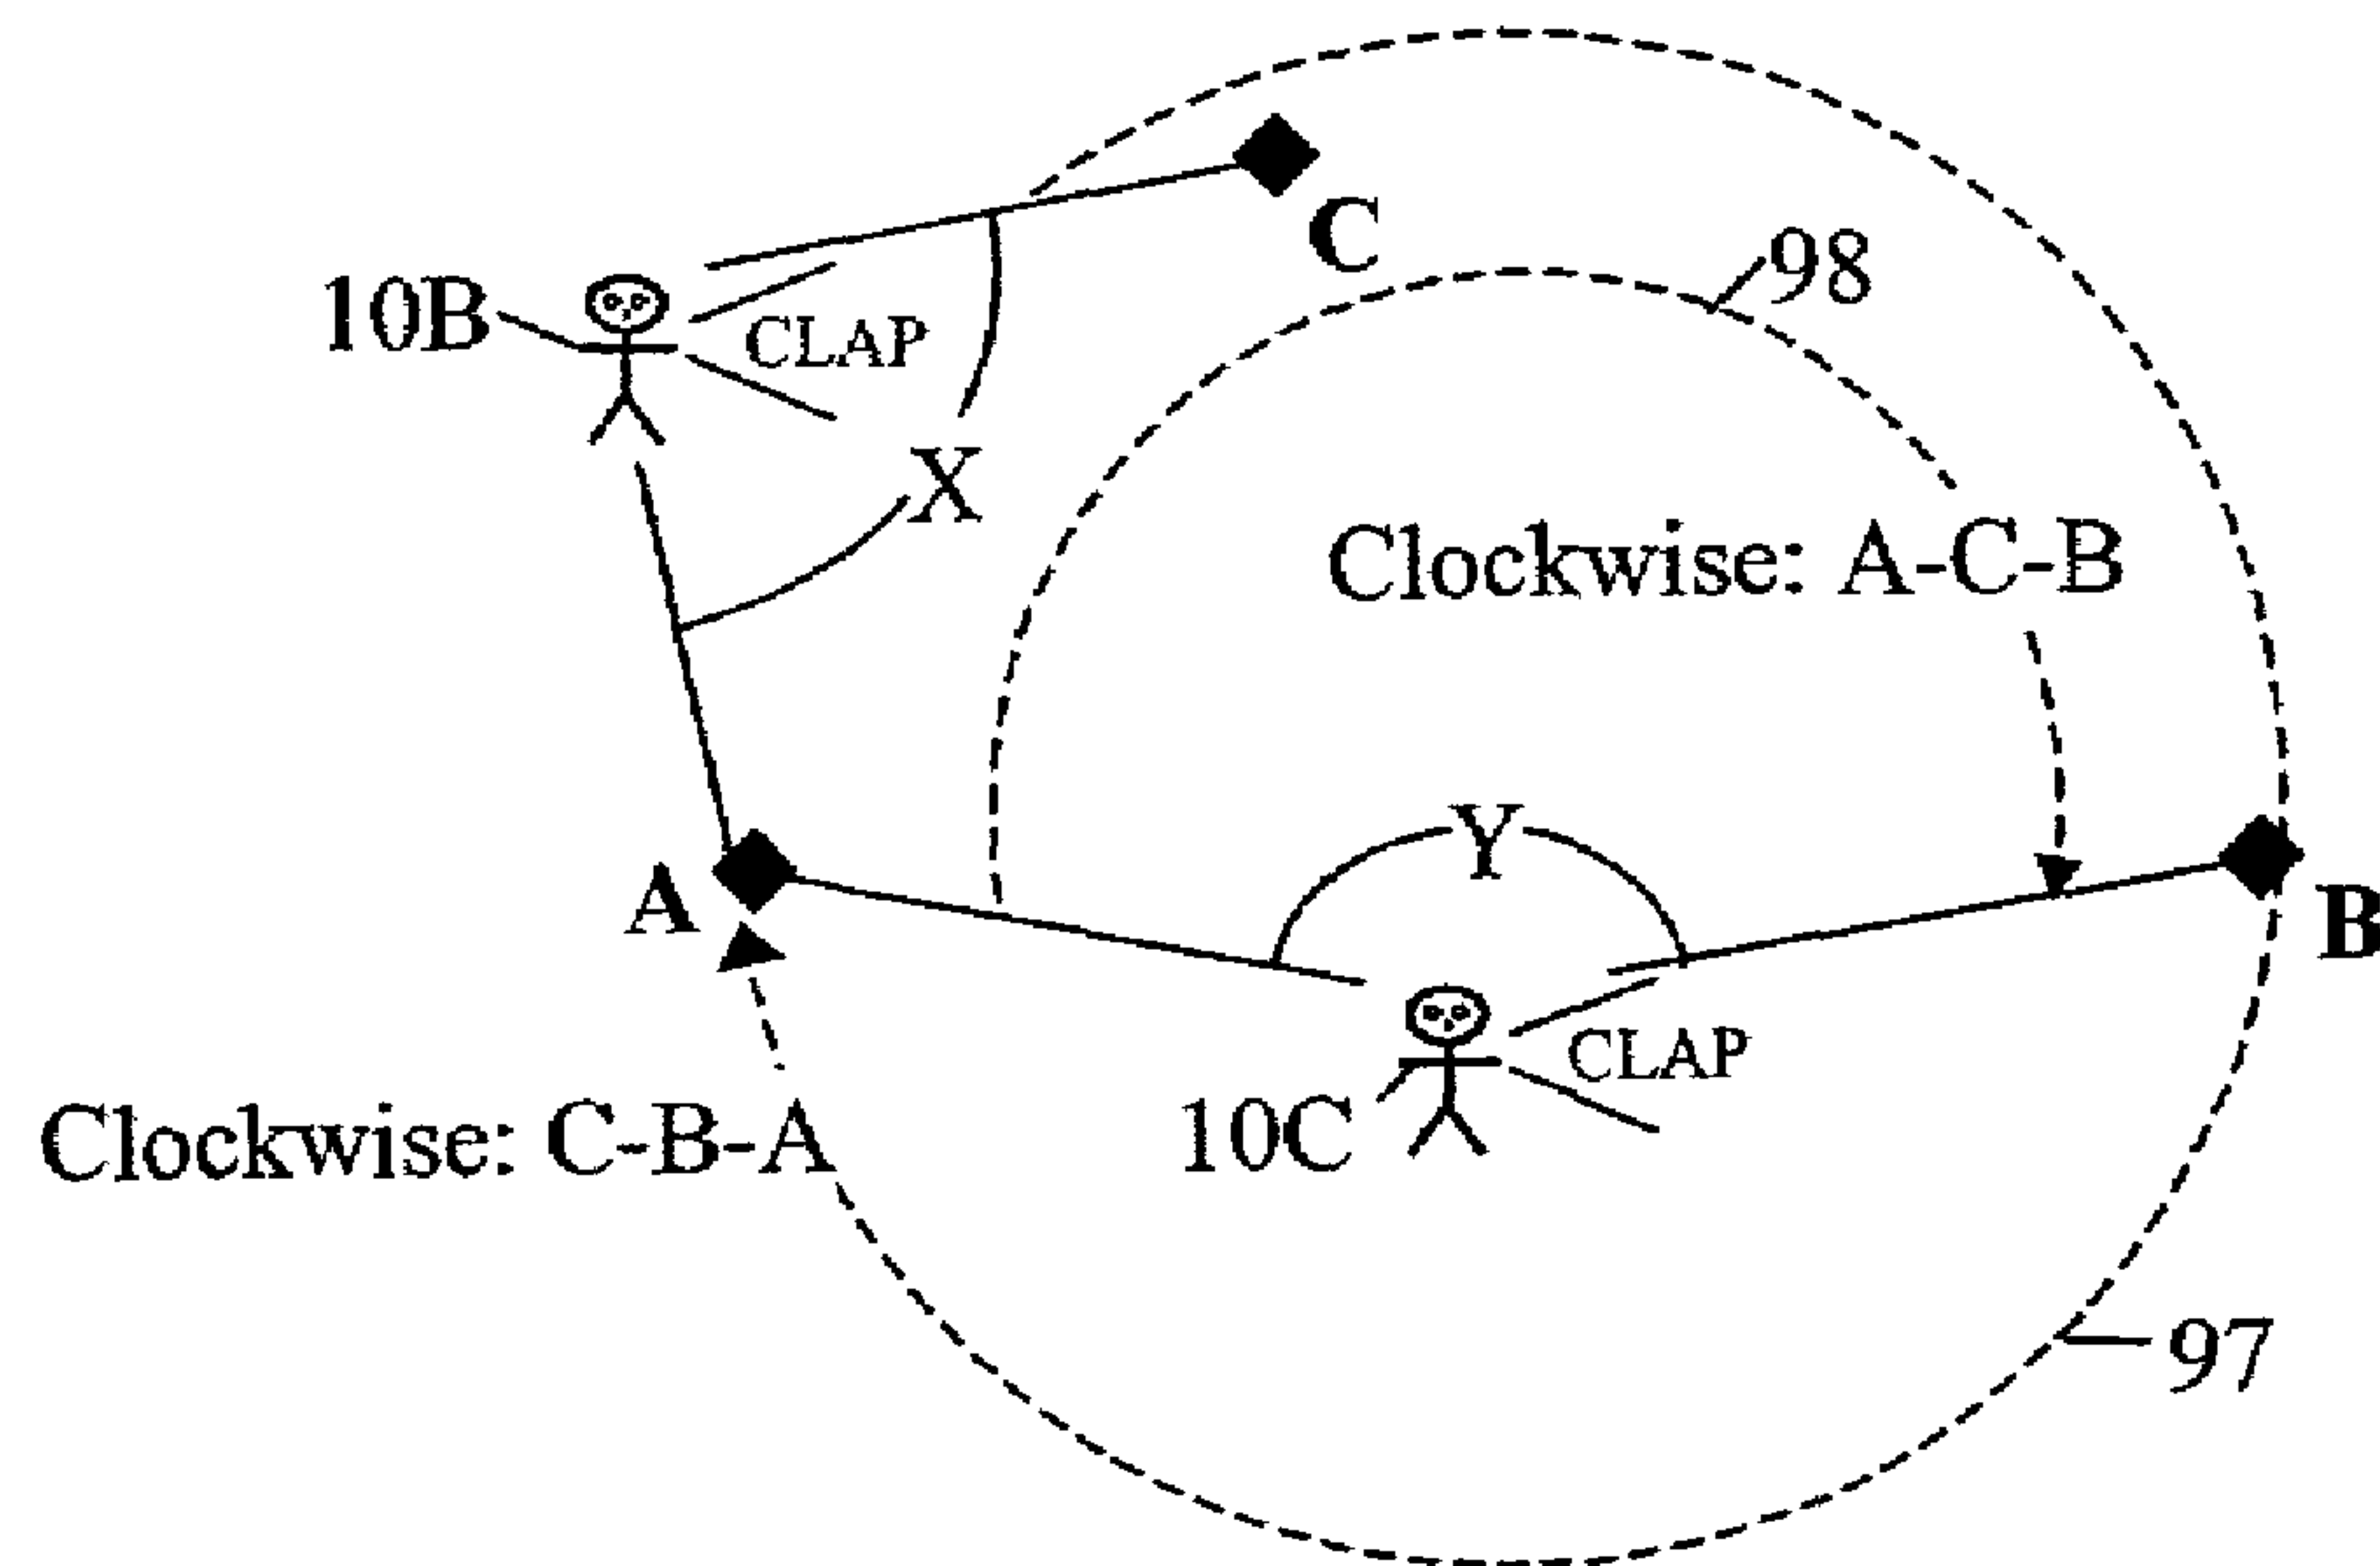 C
98
10B
CLAP
X
Clockwise: A-C-B
Y
A
B
CLAP
Clockwise: C-B-A
10C
97